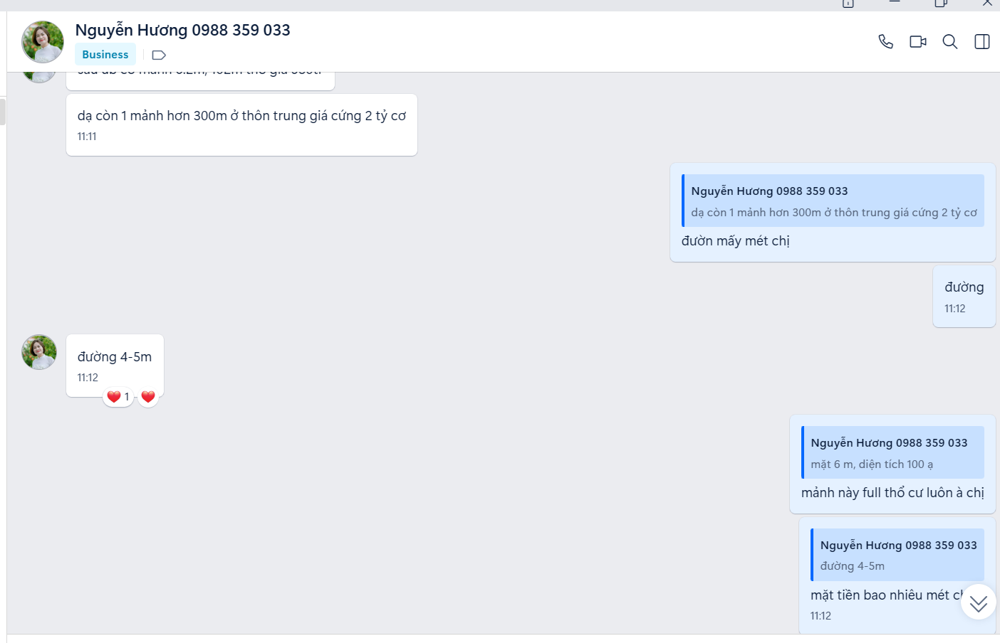 Nguyễn Hương 0988 359 033
Business
dạ còn 1 mảnh hơn 300m ở thôn trung giá cứng 2 tỷ cơ
11:11
Nguyễn Hương 0988 359 033
dạ còn 1 mảnh hơn 300m ở thôn trung giá cứng 2 tỷ cơ
đườn mấy mét chị
đường
11:12
đường 4-5m
11:12
1
Nguyễn Hương 0988 359 033
mặt 6 m, diện tích 100 ạ
mảnh này full thổ cư luôn à chị
Nguyễn Hương 0988 359 033
đường 4-5m
mặt tiền bao nhiêu mét
11:12